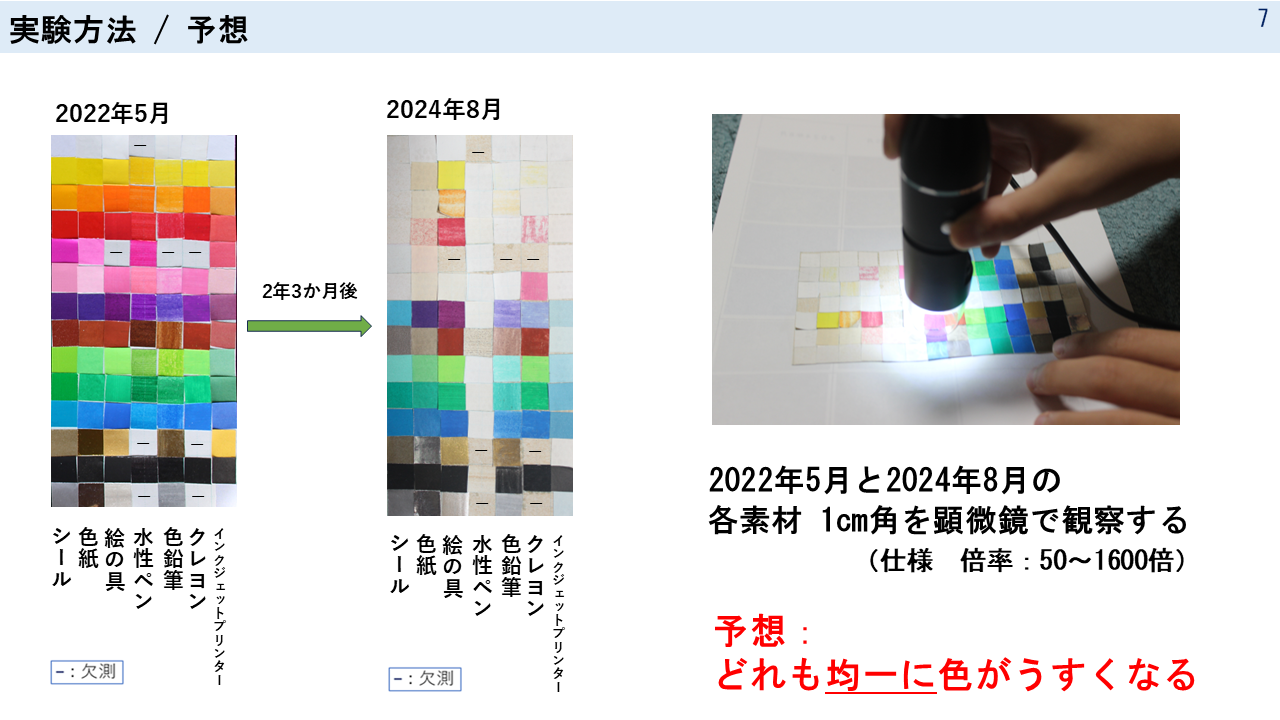 実験方法 / 予想
7
2022年5月
2024年8月
2年3か月後
シール
色紙
絵の具
水性ペン
色鉛筆
クレヨン
インクジェットプリンター
−：欠測
シール
色紙
絵の具
水性ペン
色鉛筆
クレヨン
インクジェットプリンター
−：欠測
2022年5月と2024年8月の
各素材 1cm角を顕微鏡で観察する
（仕様　倍率：50～1600倍）
予想：
どれも均一に色がうすくなる